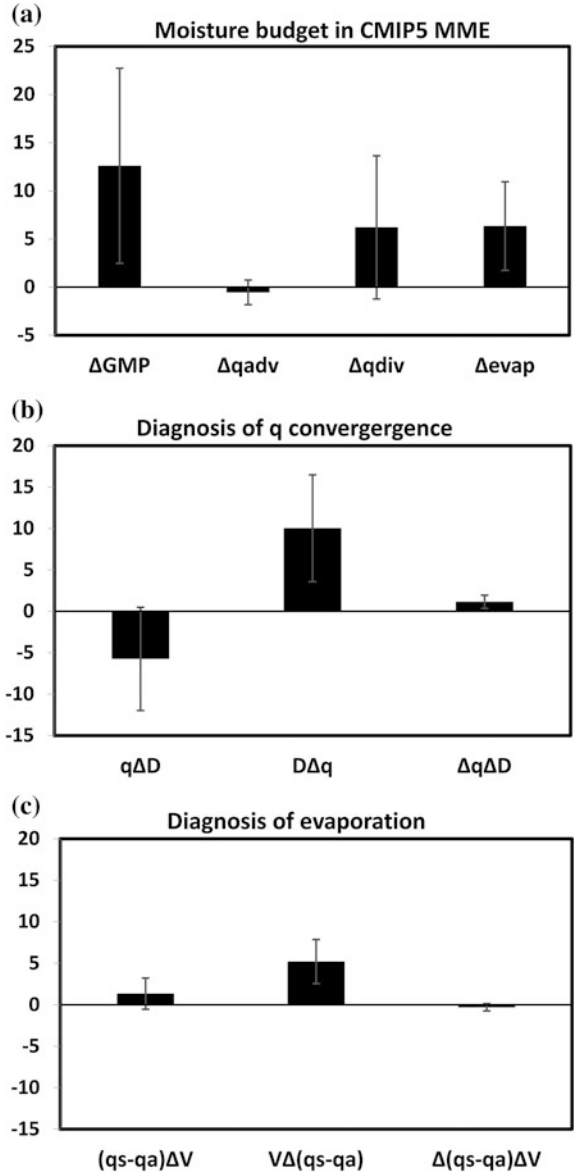 (a)
Moisture budget in CMIP5 MME
25
20
15
10
5
0
-5
ΔGMP Δqadv Δqdiv Δevap
(b)
Diagnosis of q convergergence
20
15
10
5
0
-5
-10
-15
qΔD DΔq ΔqΔD
(c)
Diagnosis of evaporation
20
15
10
5
0
-5
-10
-15
(qs-qa)ΔV VΔ(qs-qa) Δ(qs-qa)ΔV